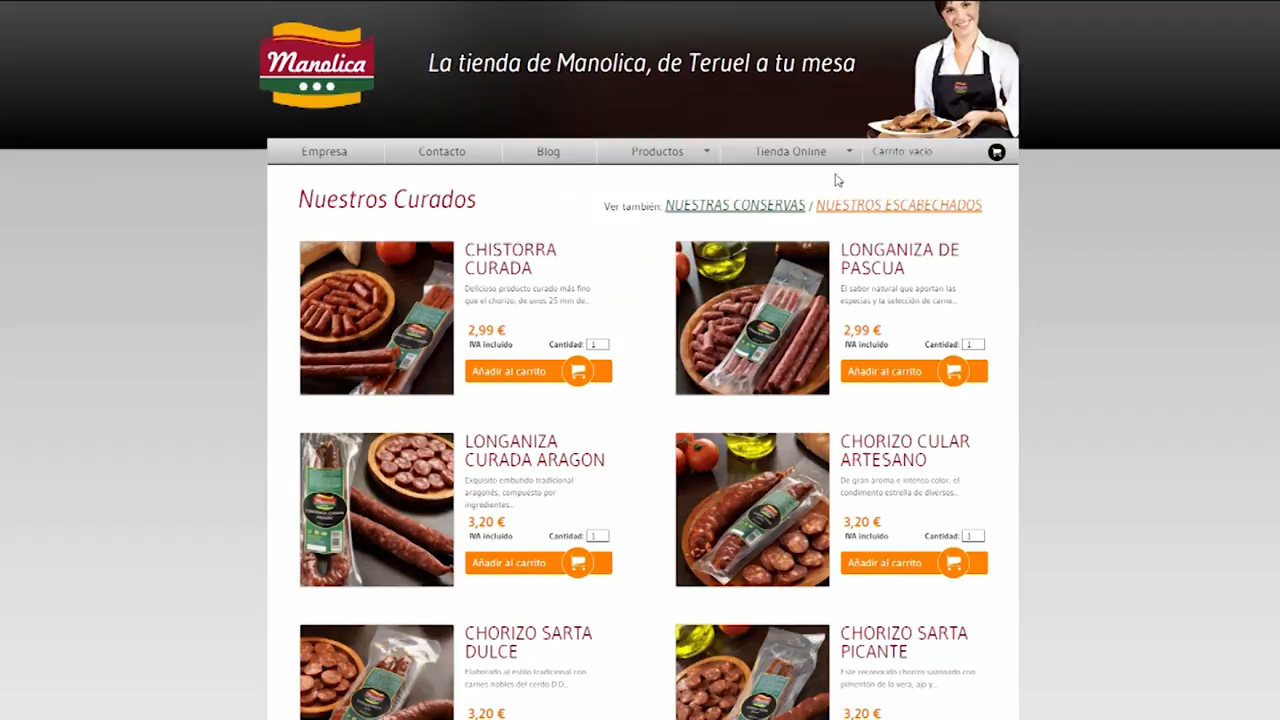 Manolica
La tienda de Manolica, de Teruel a tu mesa
Empresa
Contacto
Blog
Productos
Tienda Online
Carrito: vacío
Nuestros Curados
Ver también: NUESTRAS CONSERVAS / NUESTROS ESCABECHADOS
CHISTORRA
CURADA
Delicioso producto curado más fino
que el chorizo, de unos 25 mm de...
2,99 €
IVA incluido
Cantidad: 1
Añadir al carrito
LONGANIZA DE
PASCUA
El sabor natural que aportan las
especias y la selección de carne...
2,99 €
IVA incluido
Cantidad: 1
Añadir al carrito
LONGANIZA
CURADA ARAGON
Exquisito embutido tradicional
aragonés, compuesto por
ingredientes...
3,20 €
IVA incluido
Cantidad: 1
Añadir al carrito
CHORIZO CULAR
ARTESANO
De gran aroma e intenso color, el
condimento estrella de diversos...
3,20 €
IVA incluido
Cantidad: 1
Añadir al carrito
CHORIZO SARTA
DULCE
Elaborado al estilo tradicional con
carnes nobles del cerdo D.O...
3,20 €
CHORIZO SARTA
PICANTE
Este reconocido chorizo sazonado con
pimentón de la vera, ajo y...
3,20 €